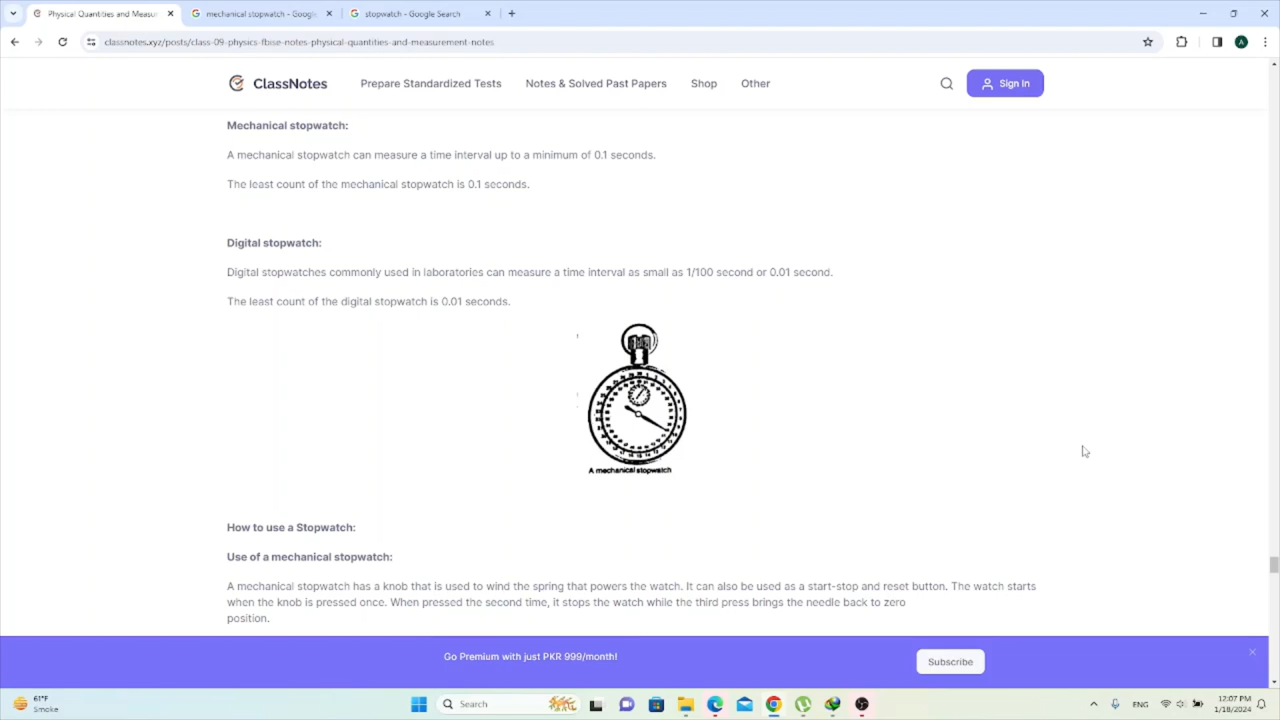 Physical Quantities and Measur
mechanical stopwatch - Google
stopwatch - Google Search
classnotes.xyz/posts/class-09-physics-fbise-notes-physical-quantities-and-measurement-notes
A
ClassNotes
Prepare Standardized Tests
Notes & Solved Past Papers
Shop
Other
Sign In
Mechanical stopwatch:
A mechanical stopwatch can measure a time interval up to a minimum of 0.1 seconds.
The least count of the mechanical stopwatch is 0.1 seconds.
Digital stopwatch:
Digital stopwatches commonly used in laboratories can measure a time interval as small as 1/100 second or 0.01 second.
The least count of the digital stopwatch is 0.01 seconds.
A mechanical stopwatch
How to use a Stopwatch:
Use of a mechanical stopwatch:
A mechanical stopwatch has a knob that is used to wind the spring that powers the watch. It can also be used as a start-stop and reset button. The watch starts
when the knob is pressed once. When pressed the second time, it stops the watch while the third press brings the needle back to zero
position.
Go Premium with just PKR 999/month!
Subscribe
61°F
Smoke
Search
ENG
12:07 PM
1/18/2024